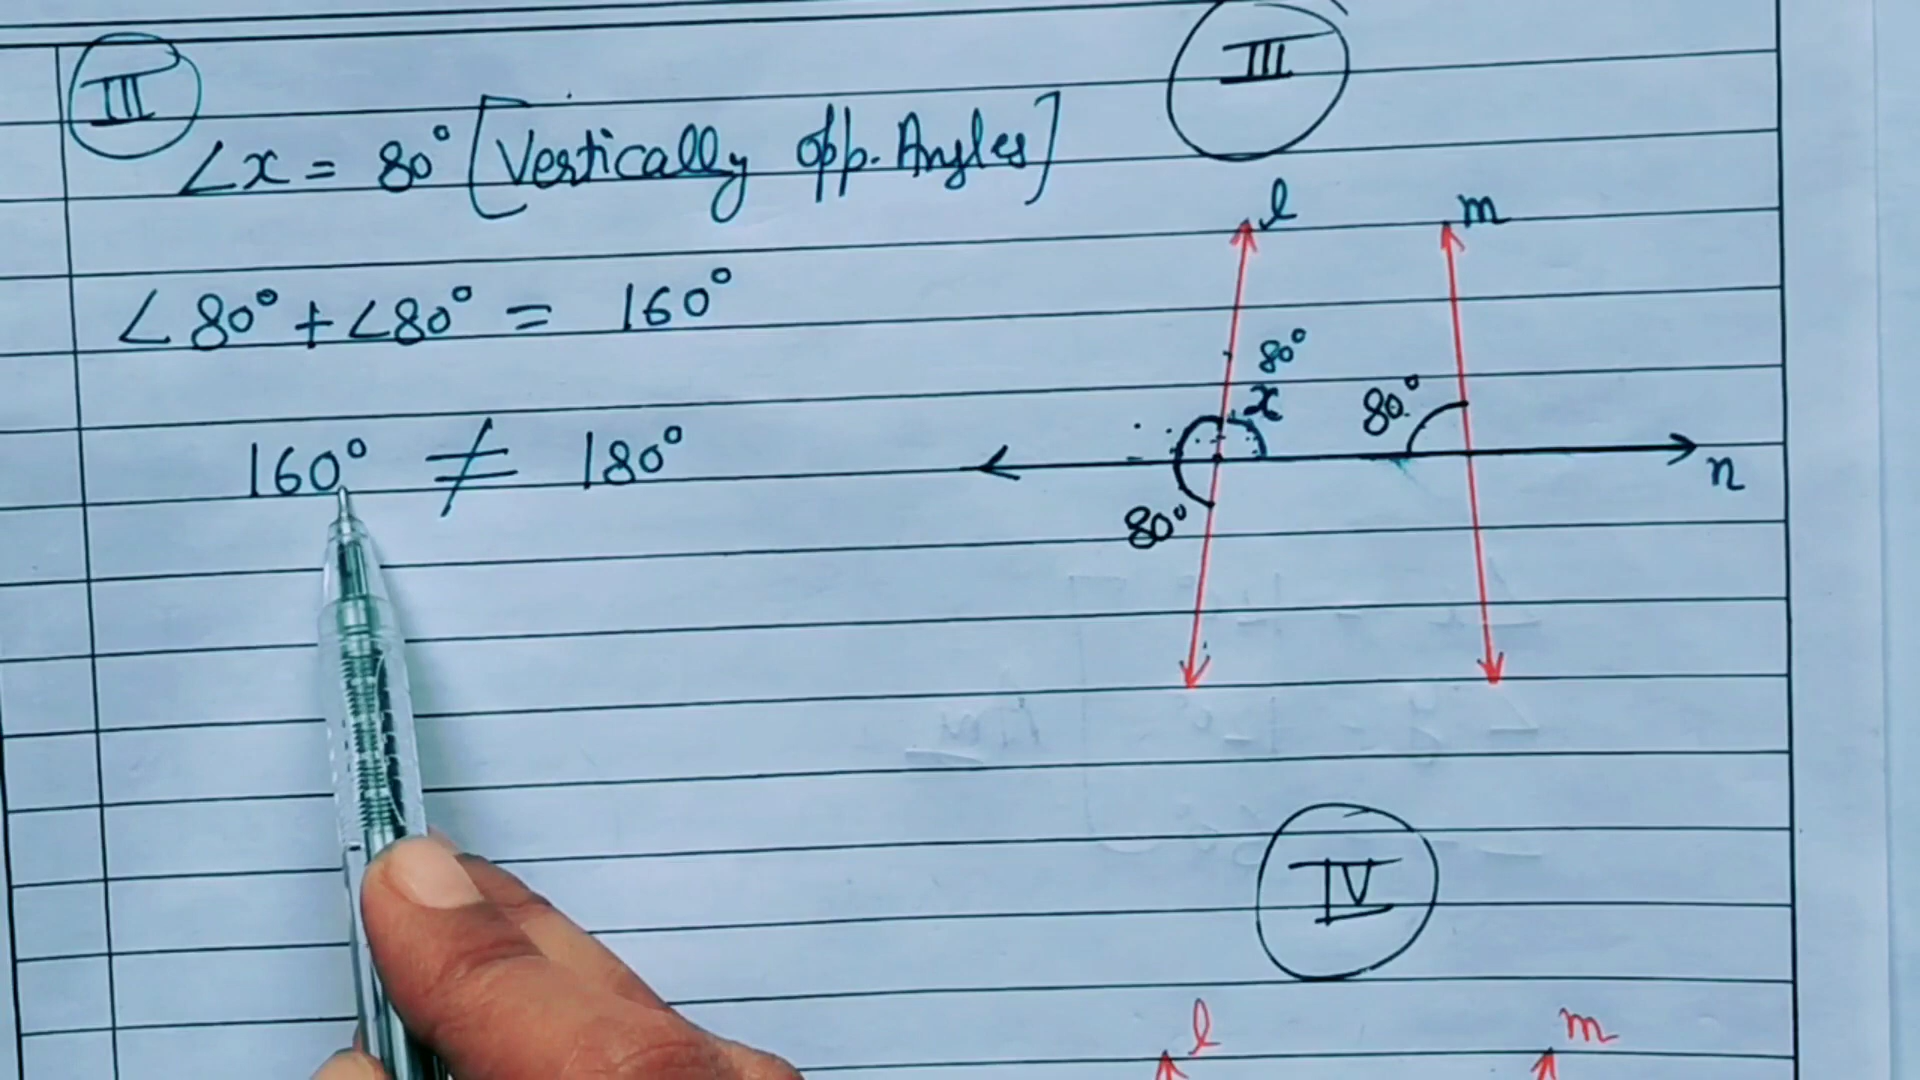 III
∠x = 80° [Vertically opp. Angles]
∠80° + ∠80° = 160°
160° ≠ 180°
III
l m
80°
x
80°
n
80°
IV
l m